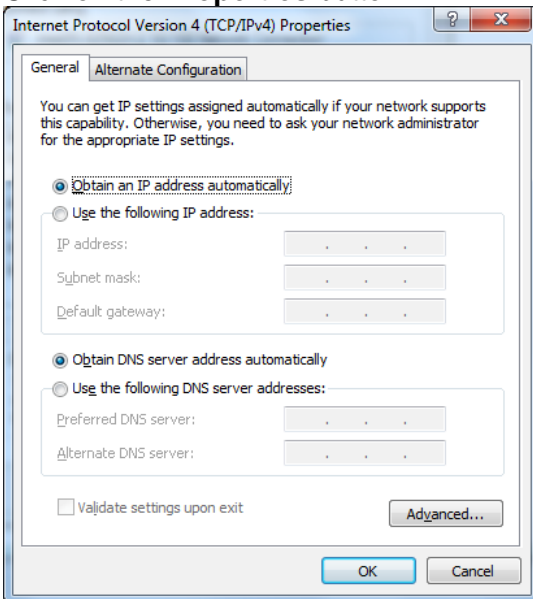 Internet Protocol Version 4 (TCP/IPv4) Properties
General Alternate Configuration
You can get IP settings assigned automatically if your network supports
this capability. Otherwise, you need to ask your network administrator
for the appropriate IP settings.
Obtain an IP address automatically
Use the following IP address:
IP address: . . .
Subnet mask: . . .
Default gateway: . . .
Obtain DNS server address automatically
Use the following DNS server addresses:
Preferred DNS server: . . .
Alternate DNS server: . . .
Validate settings upon exit
Advanced...
OK Cancel